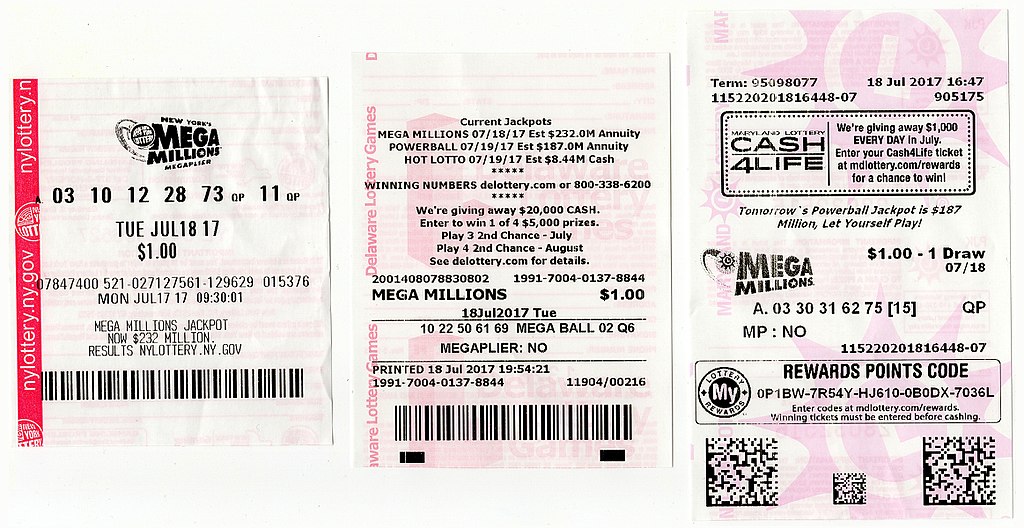 nylottery.n
nylottery.ny.gov
NEW YORK'S
MEGA
MILLIONS
MEGAPLIER
A. 03 10 12 28 73 QP 11 QP
TUE JUL18 17
$1.00
07847400 521-027127561-129629 015376
MON JUL17 17 09:30:01
MEGA MILLIONS JACKPOT
NOW $232 MILLION.
RESULTS NYLOTTERY.NY.GOV
Delaware Lottery Games
aware Lottery Games
Current Jackpots
MEGA MILLIONS 07/18/17 Est $232.0M Annuity
POWERBALL 07/19/17 Est $187.0M Annuity
HOT LOTTO 07/19/17 Est $8.44M Cash
*****
WINNING NUMBERS delottery.com or 800-338-6200
*****
We're giving away $20,000 CASH.
Enter to win 1 of 4 $5,000 prizes.
Play 3 2nd Chance - July
Play 4 2nd Chance - August
See delottery.com for details.
2001408078830802 1991-7004-0137-8844
MEGA MILLIONS $1.00
18Jul2017 Tue
10 22 50 61 69 MEGA BALL 02 Q6
MEGAPLIER: NO
PRINTED 18 Jul 2017 19:54:21
1991-7004-0137-8844 11904/00216
Term: 95098077 18 Jul 2017 16:47
115220201816448-07 905175
MARYLAND LOTTERY
CASH
4LIFE
We're giving away $1,000
EVERY DAY in July.
Enter your Cash4Life ticket
at mdlottery.com/rewards
for a chance to win!
Tomorrow`s Powerball Jackpot is $187
Million, Let Yourself Play!
MEGA
MILLIONS
$1.00 - 1 Draw
07/18
A. 03 30 31 62 75 [15] QP
MP : NO
115220201816448-07
LOTTERY
My
REWARDS
REWARDS POINTS CODE
0P1BW-7R54Y-HJ610-0B0DX-7036L
Enter codes at mdlottery.com/rewards.
Winning tickets must be entered before cashing.